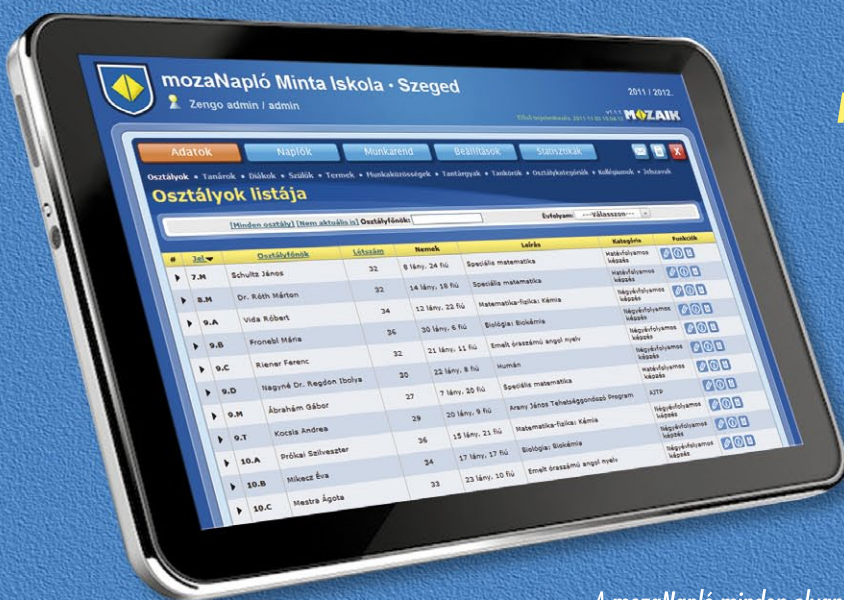 mozaNapló Minta Iskola • Szeged
2011 / 2012.
Zengo admin / admin
v1.1.1 MOZAIK
Adatok Naplók Munkarend Beállítások Statisztikák X
Osztályok • Tanárok • Diákok • Szülők • Termek • Munkaközösségek • Tantárgyak • Tankörök • Osztálykategóriák • Kollégiumok • Jelszavak
Osztályok listája
[Minden osztály] [Nem aktuális is] Osztályfőnök: Évfolyam: ---Válasszon---
# Jel Osztályfőnök Létszám Nemek Leírás Kategória Funkciók
7.M Schultz János 32 8 lány, 24 fiú Speciális matematika Hatévfolyamos képzés
8.M Dr. Róth Márton 32 14 lány, 18 fiú Speciális matematika Hatévfolyamos képzés
9.A Vida Róbert 34 12 lány, 22 fiú Matematika-fizika; Kémia Négyévfolyamos képzés
9.B Fronebl Mária 36 30 lány, 6 fiú Biológia; Biokémia Négyévfolyamos képzés
9.C Riener Ferenc 32 21 lány, 11 fiú Emelt óraszámú angol nyelv Négyévfolyamos képzés
9.D Nagyné Dr. Regdon Ibolya 30 22 lány, 8 fiú Humán Négyévfolyamos képzés
9.M Ábrahám Gábor 27 7 lány, 20 fiú Speciális matematika Hatévfolyamos képzés
9.T Kocsis Andrea 29 20 lány, 9 fiú Arany János Tehetséggondozó Program AJTP
10.A Prókai Szilveszter 36 15 lány, 21 fiú Matematika-fizika; Kémia Négyévfolyamos képzés
10.B Mikecz Éva 34 17 lány, 17 fiú Biológia; Biokémia Négyévfolyamos képzés
10.C Mestra Ágota 33 23 lány, 10 fiú Emelt óraszámú angol nyelv
A mozaNapló minden